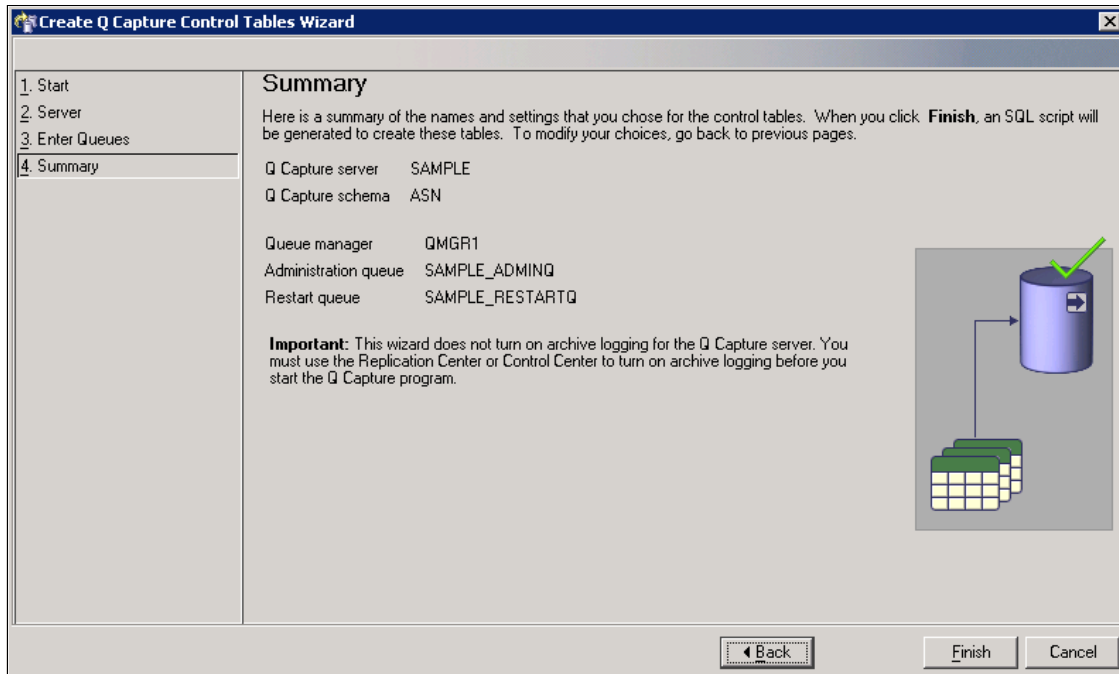 Create Q Capture Control Tables Wizard
1. Start
2. Server
3. Enter Queues
4. Summary
Summary
Here is a summary of the names and settings that you chose for the control tables. When you click Finish, an SQL script will
be generated to create these tables. To modify your choices, go back to previous pages.
Q Capture server SAMPLE
Q Capture schema ASN
Queue manager QMGR1
Administration queue SAMPLE_ADMINQ
Restart queue SAMPLE_RESTARTQ
Important: This wizard does not turn on archive logging for the Q Capture server. You
must use the Replication Center or Control Center to turn on archive logging before you
start the Q Capture program.
Back Finish Cancel